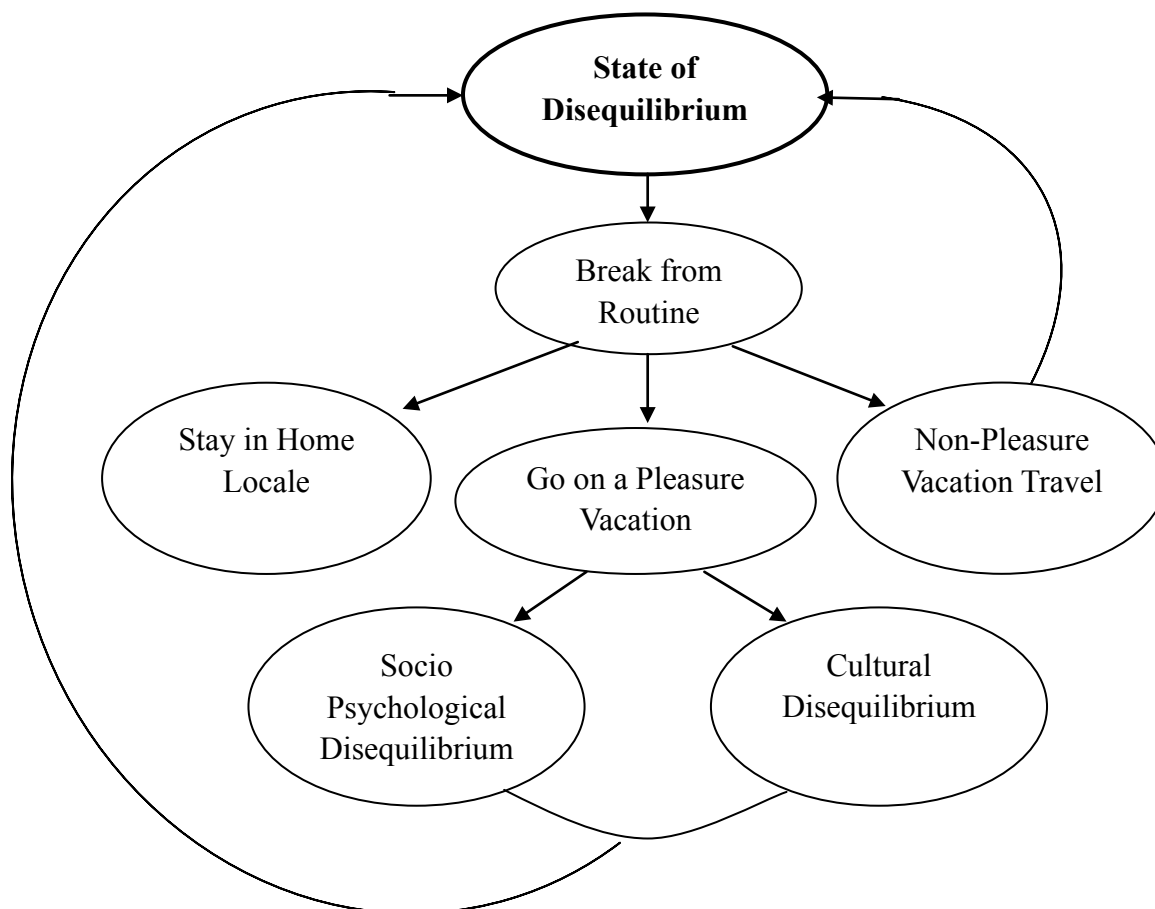 State of
Disequilibrium
Break from
Routine
Stay in Home
Locale
Go on a Pleasure
Vacation
Non-Pleasure
Vacation Travel
Socio
Psychological
Disequilibrium
Cultural
Disequilibrium